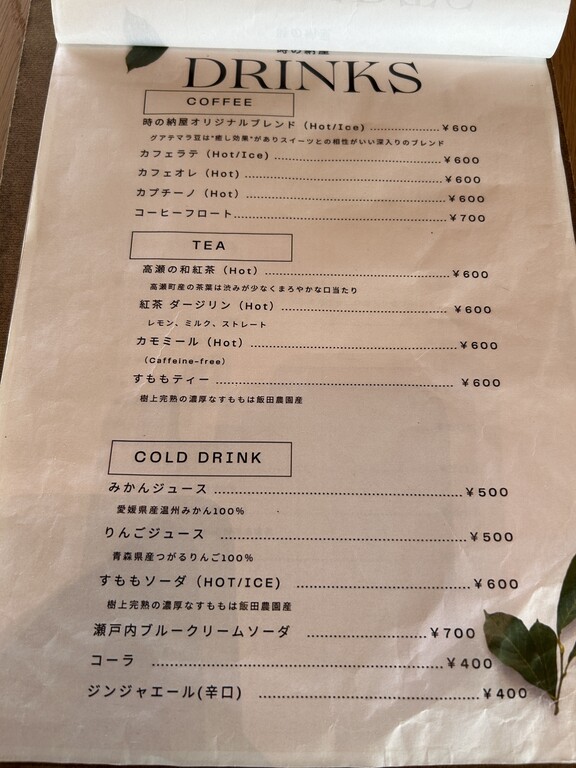 時の納屋
DRINKS
COFFEE
時の納屋オリジナルブレンド（Hot/Ice）..................¥600
グアテマラ豆は"癒し効果"がありスイーツとの相性がいい深入りのブレンド
カフェラテ（Hot/Ice）..................¥600
カフェオレ（Hot）..................¥600
カプチーノ（Hot）..................¥600
コーヒーフロート..................¥700
TEA
高瀬の和紅茶（Hot）..................¥600
高瀬町産の茶葉は渋みが少なくまろやかな口当たり
紅茶 ダージリン（Hot）..................¥600
レモン、ミルク、ストレート
カモミール（Hot）..................¥600
（Caffeine-free）
すももティー..................¥600
樹上完熟の濃厚なすももは飯田農園産
COLD DRINK
みかんジュース..................¥500
愛媛県産温州みかん100％
りんごジュース..................¥500
青森県産つがるりんご100％
すももソーダ（HOT/ICE)..................¥600
樹上完熟の濃厚なすももは飯田農園産
瀬戸内ブルークリームソーダ..................¥700
コーラ..................¥400
ジンジャエール(辛口)..................¥400